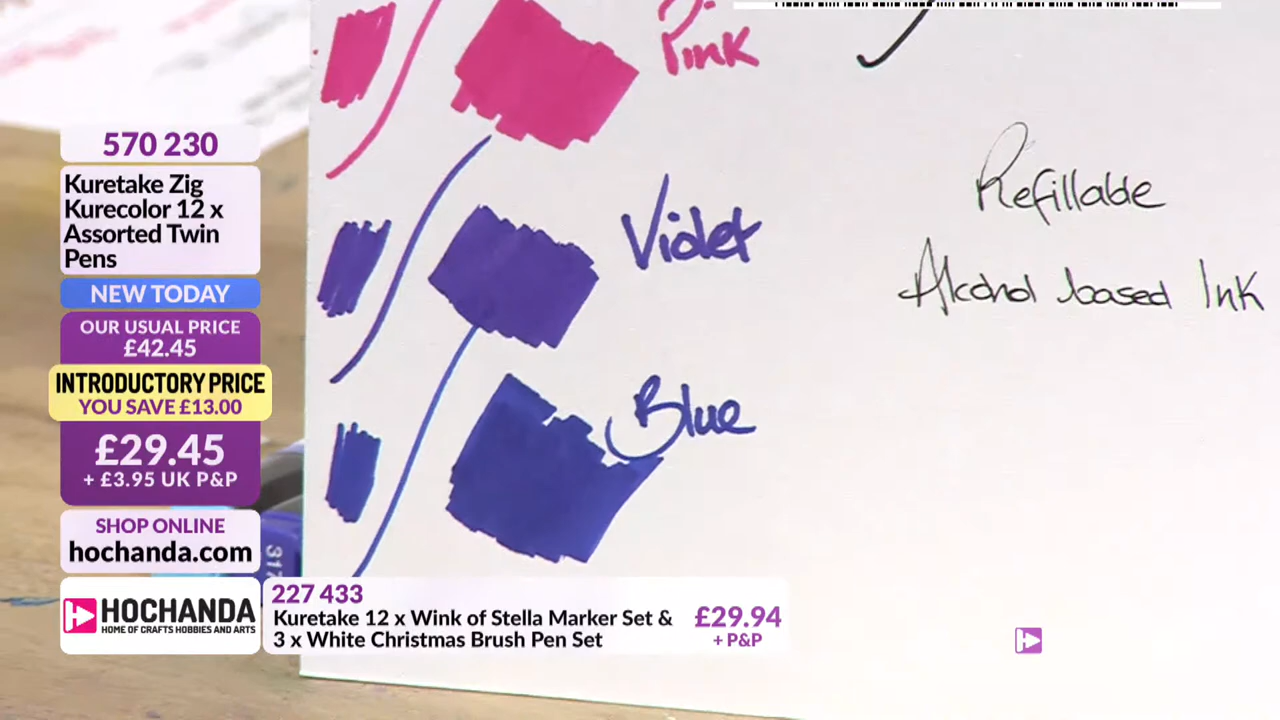 Pink
Violet
Blue
Refillable
Alcohol based Ink
570 230
Kuretake Zig
Kurecolor 12 x
Assorted Twin
Pens
NEW TODAY
OUR USUAL PRICE
£42.45
INTRODUCTORY PRICE
YOU SAVE £13.00
£29.45
+ £3.95 UK P&P
SHOP ONLINE
hochanda.com
317
HOCHANDA
HOME OF CRAFTS HOBBIES AND ARTS
227 433
Kuretake 12 x Wink of Stella Marker Set &
3 x White Christmas Brush Pen Set
£29.94
+ P&P